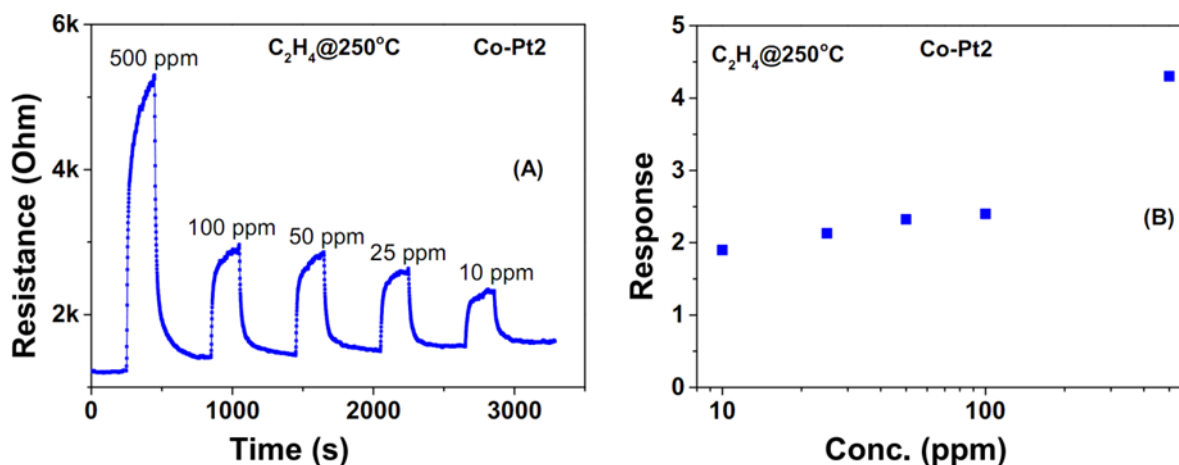 6k
C2H4@250°C Co-Pt2
500 ppm
4k
(A)
100 ppm
50 ppm
25 ppm
10 ppm
2k
0 1000 2000 3000
Resistance (Ohm)
Time (s)
5
C2H4@250°C Co-Pt2
4
3
(B)
2
1
0
10 100
Response
Conc. (ppm)